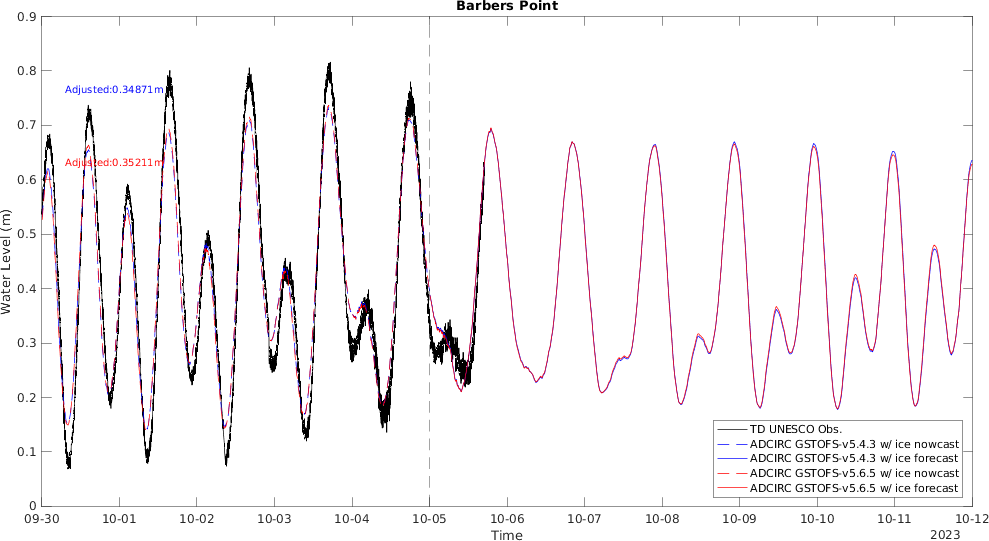 Barbers Point
0.9
0.8
0.7
0.6
0.5
0.4
0.3
0.2
0.1
0
Water Level (m)
Adjusted:0.34871m
Adjusted:0.35211m
TD UNESCO Obs.
ADCIRC GSTOFS-v5.4.3 w/ ice nowcast
ADCIRC GSTOFS-v5.4.3 w/ ice forecast
ADCIRC GSTOFS-v5.6.5 w/ ice nowcast
ADCIRC GSTOFS-v5.6.5 w/ ice forecast
09-30 10-01 10-02 10-03 10-04 10-05 10-06 10-07 10-08 10-09 10-10 10-11 10-12
Time
2023